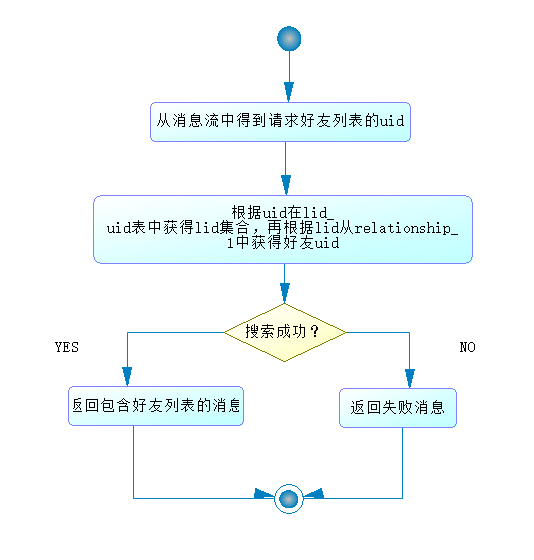 从消息流中得到请求好友列表的uid
根据uid在lid_
uid表中获得lid集合，再根据lid从relationship_
1中获得好友uid
搜索成功？
YES
NO
返回包含好友列表的消息
返回失败消息